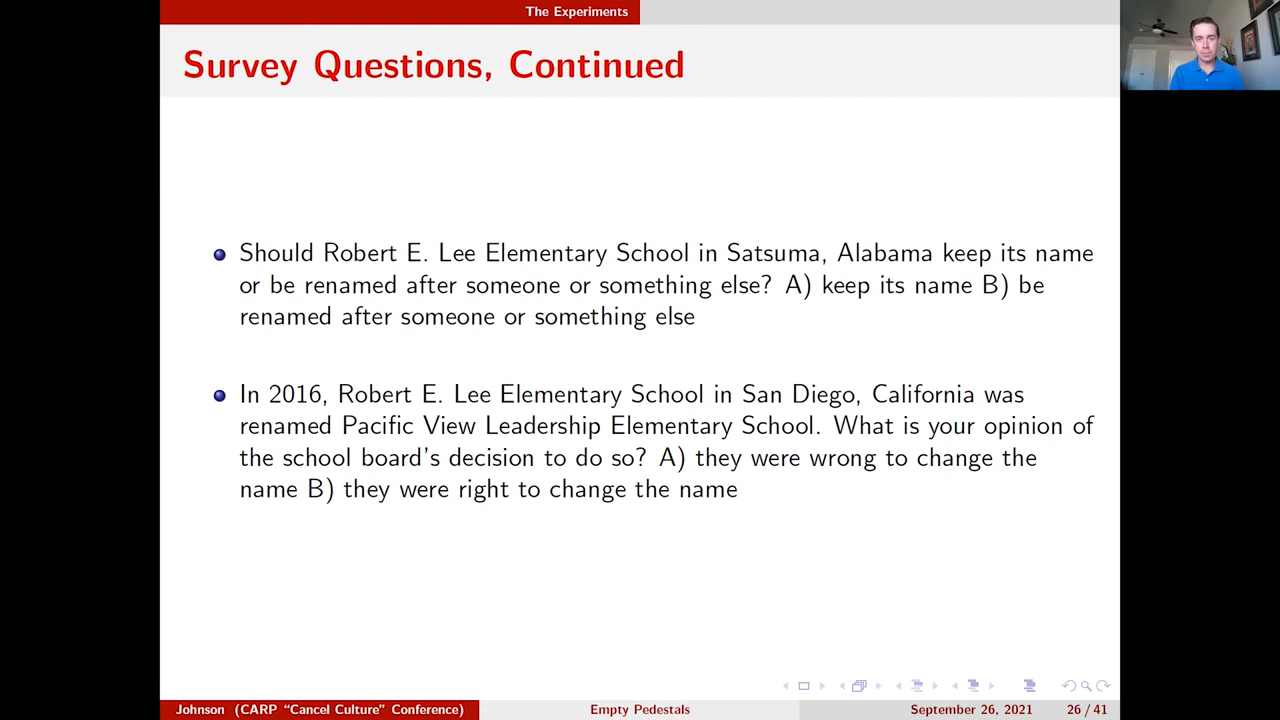 The Experiments
Survey Questions, Continued
Should Robert E. Lee Elementary School in Satsuma, Alabama keep its name
or be renamed after someone or something else? A) keep its name B) be
renamed after someone or something else
In 2016, Robert E. Lee Elementary School in San Diego, California was
renamed Pacific View Leadership Elementary School. What is your opinion of
the school board's decision to do so? A) they were wrong to change the
name B) they were right to change the name
Johnson (CARP “Cancel Culture” Conference) Empty Pedestals September 26, 2021 26 / 41